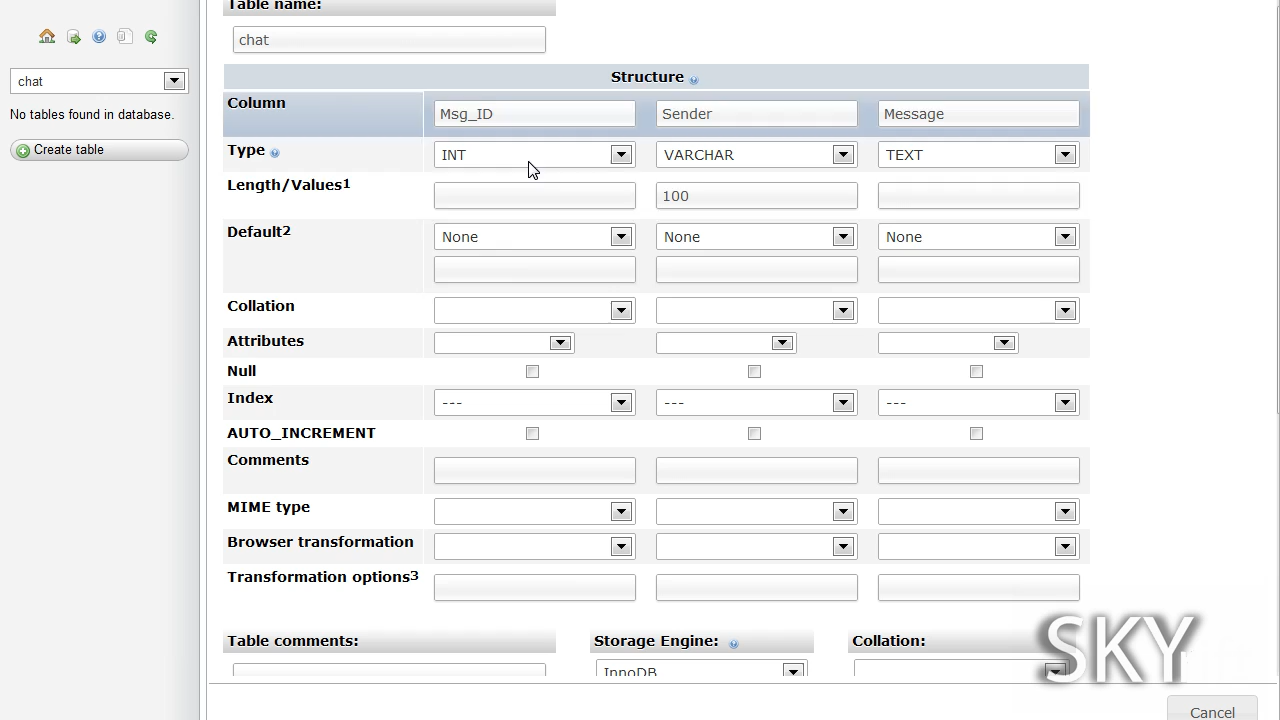 Table name:
chat
chat
No tables found in database.
Create table
Structure
Column Msg_ID Sender Message
Type INT VARCHAR TEXT
Length/Values1 100
Default2 None None None
Collation
Attributes
Null
Index --- --- ---
AUTO_INCREMENT
Comments
MIME type
Browser transformation
Transformation options3
Table comments: Storage Engine: Collation:
InnoDB
SKY
Cancel